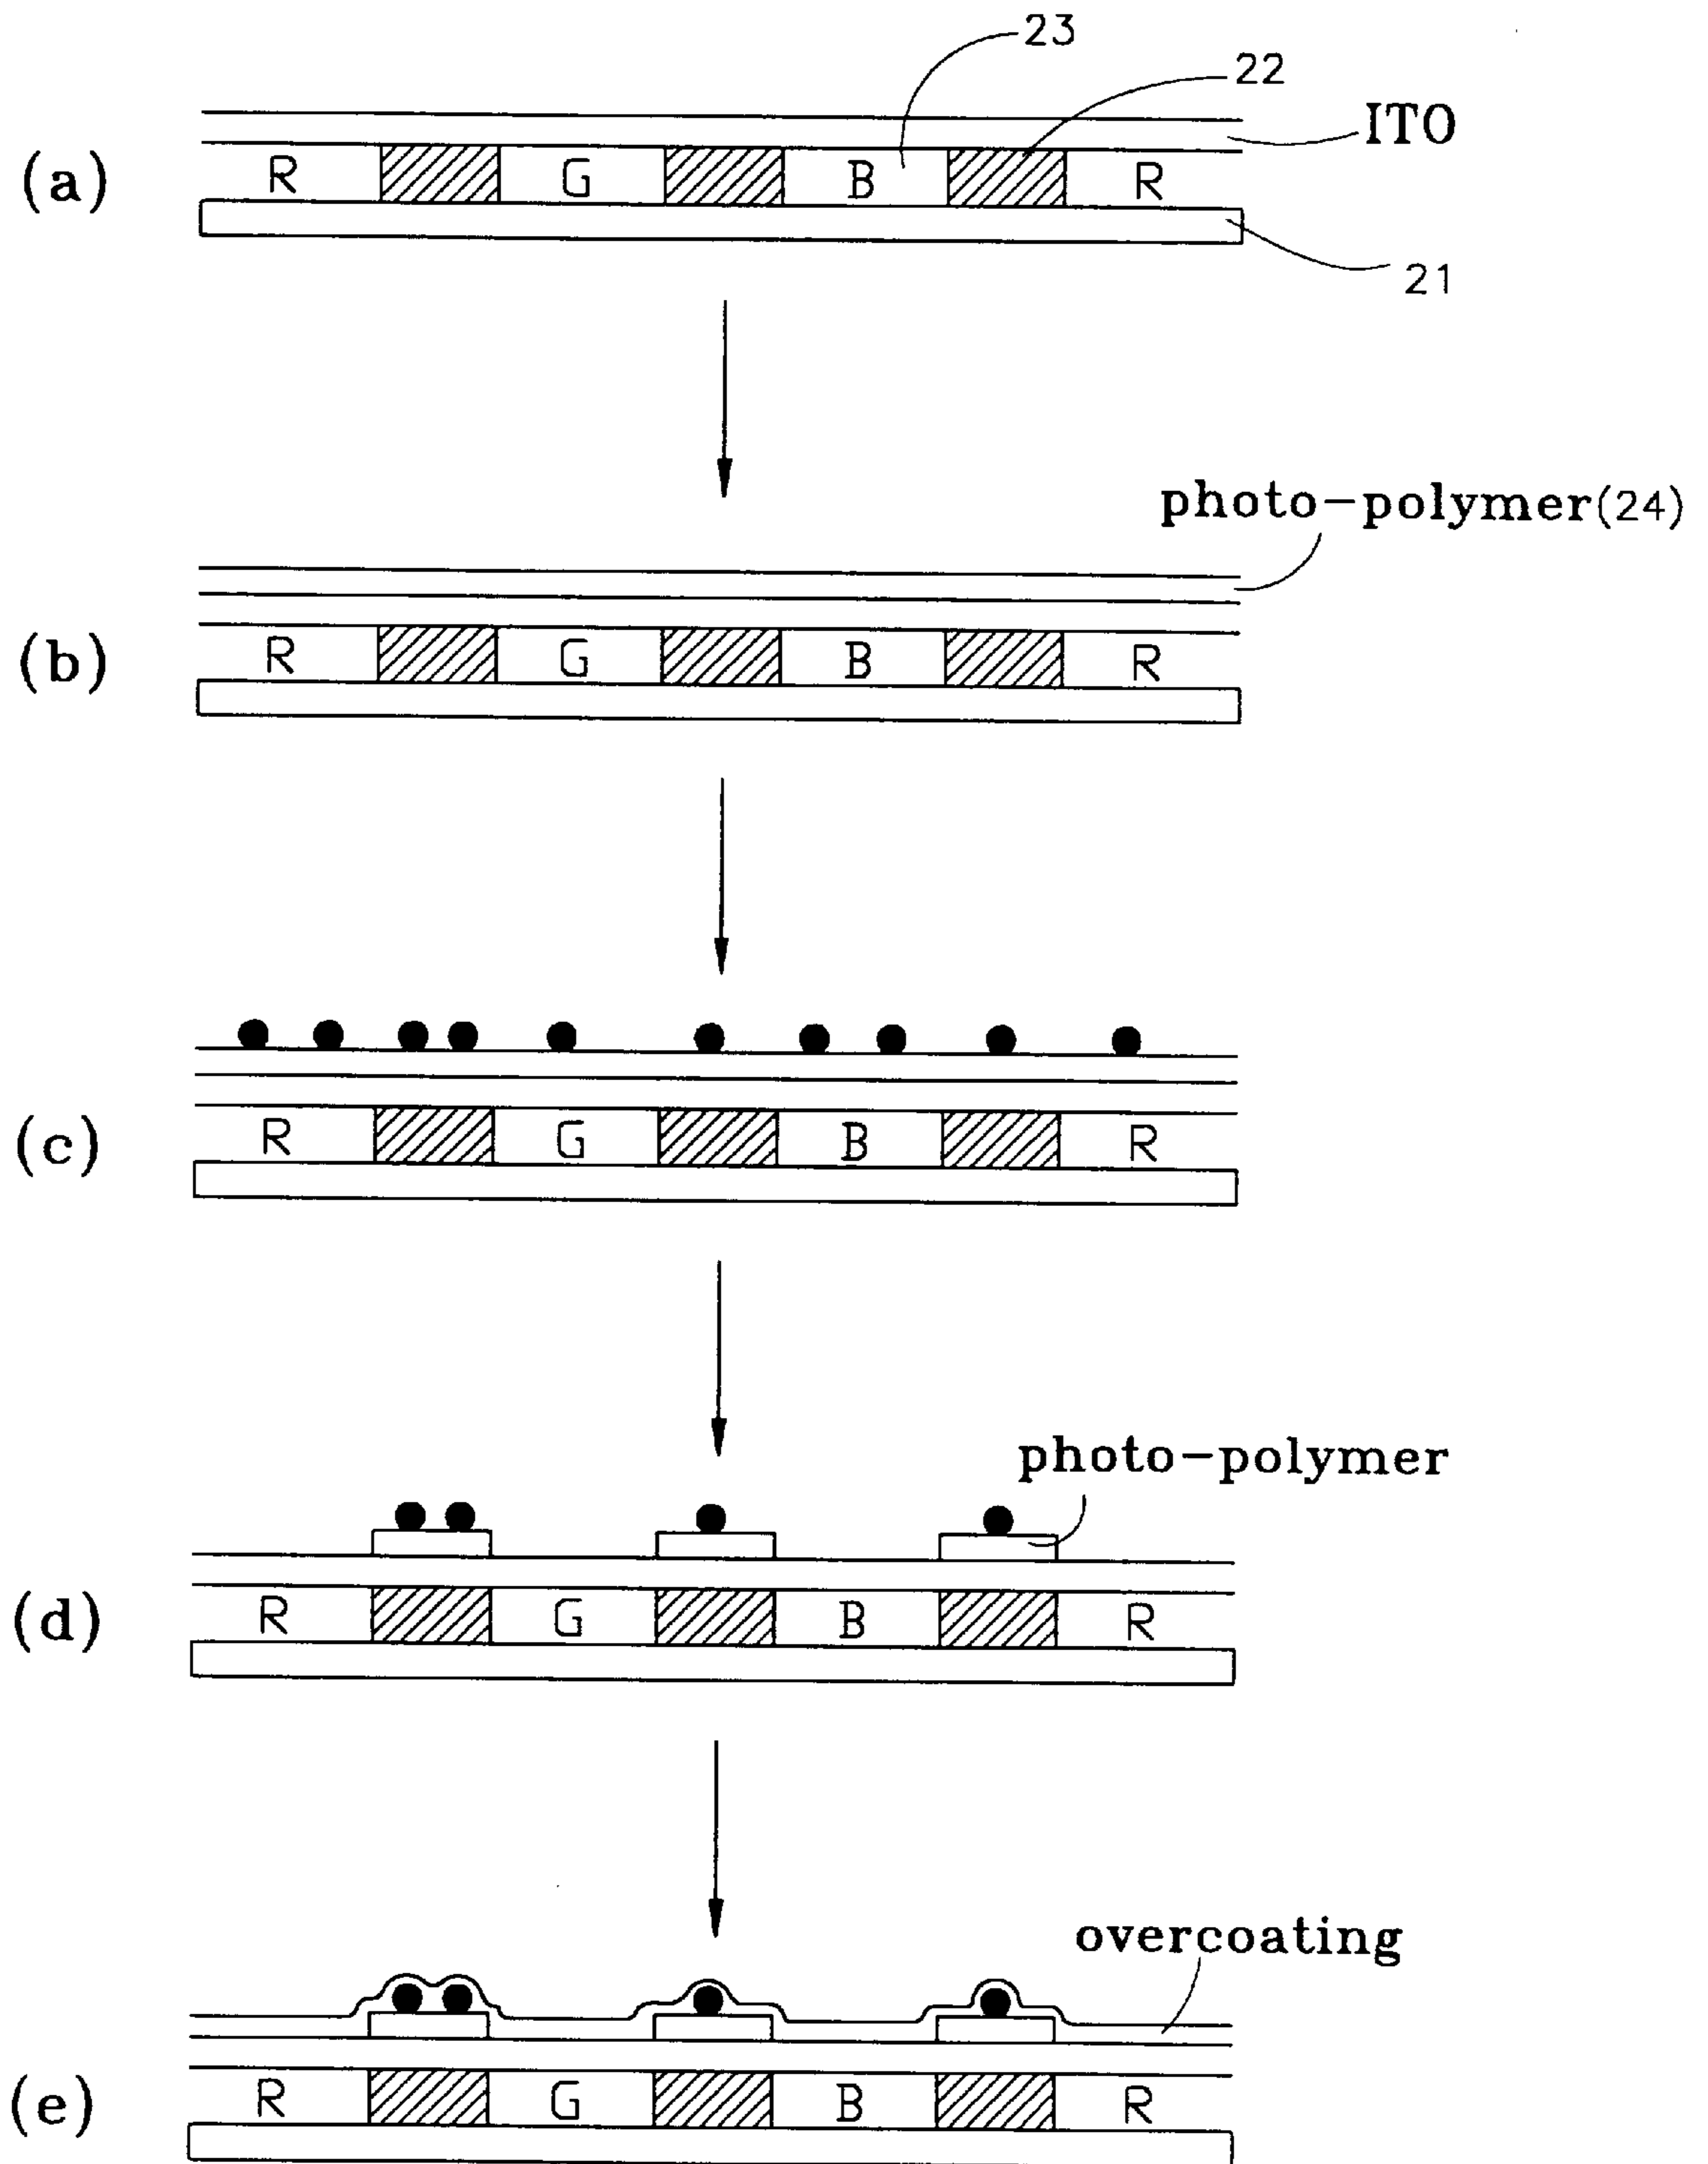 23
22
ITO
(a) R G B R
21
photo-polymer(24)
(b) R G B R
(c) R G B R
photo-polymer
(d) R G B R
overcoating
(e) R G B R